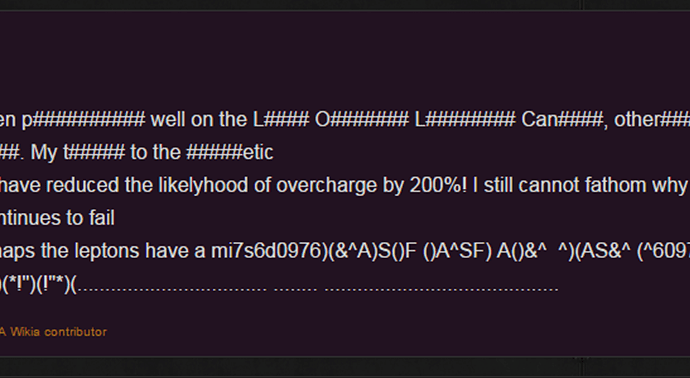 en p########### well on the L#### O####### L######## Can####, other###
##. My t##### to the #####etic
have reduced the likelyhood of overcharge by 200%! I still cannot fathom why
ntinues to fail
haps the leptons have a mi7s6d0976)(&^A)S()F ()A^SF) A()&^  ^)(AS&^ (^609
)(*!")(!"*)(.................................. ........ ..........................................
A Wikia contributor